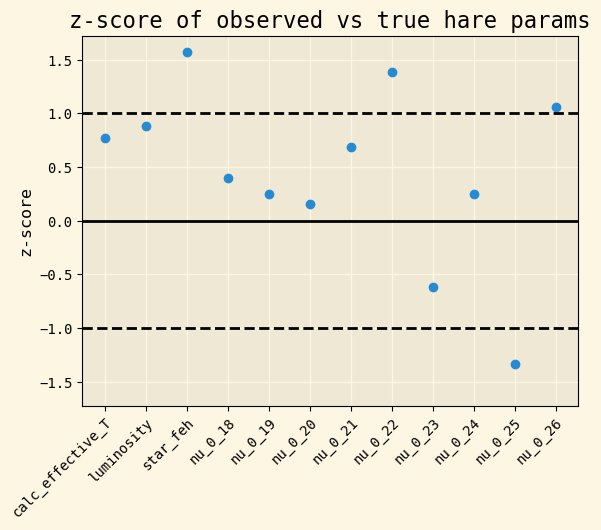 z-score of observed vs true hare params
z-score
1.5
1.0
0.5
0.0
−0.5
−1.0
−1.5
calc_effective_T
luminosity
star_feh
nu_0_18
nu_0_19
nu_0_20
nu_0_21
nu_0_22
nu_0_23
nu_0_24
nu_0_25
nu_0_26